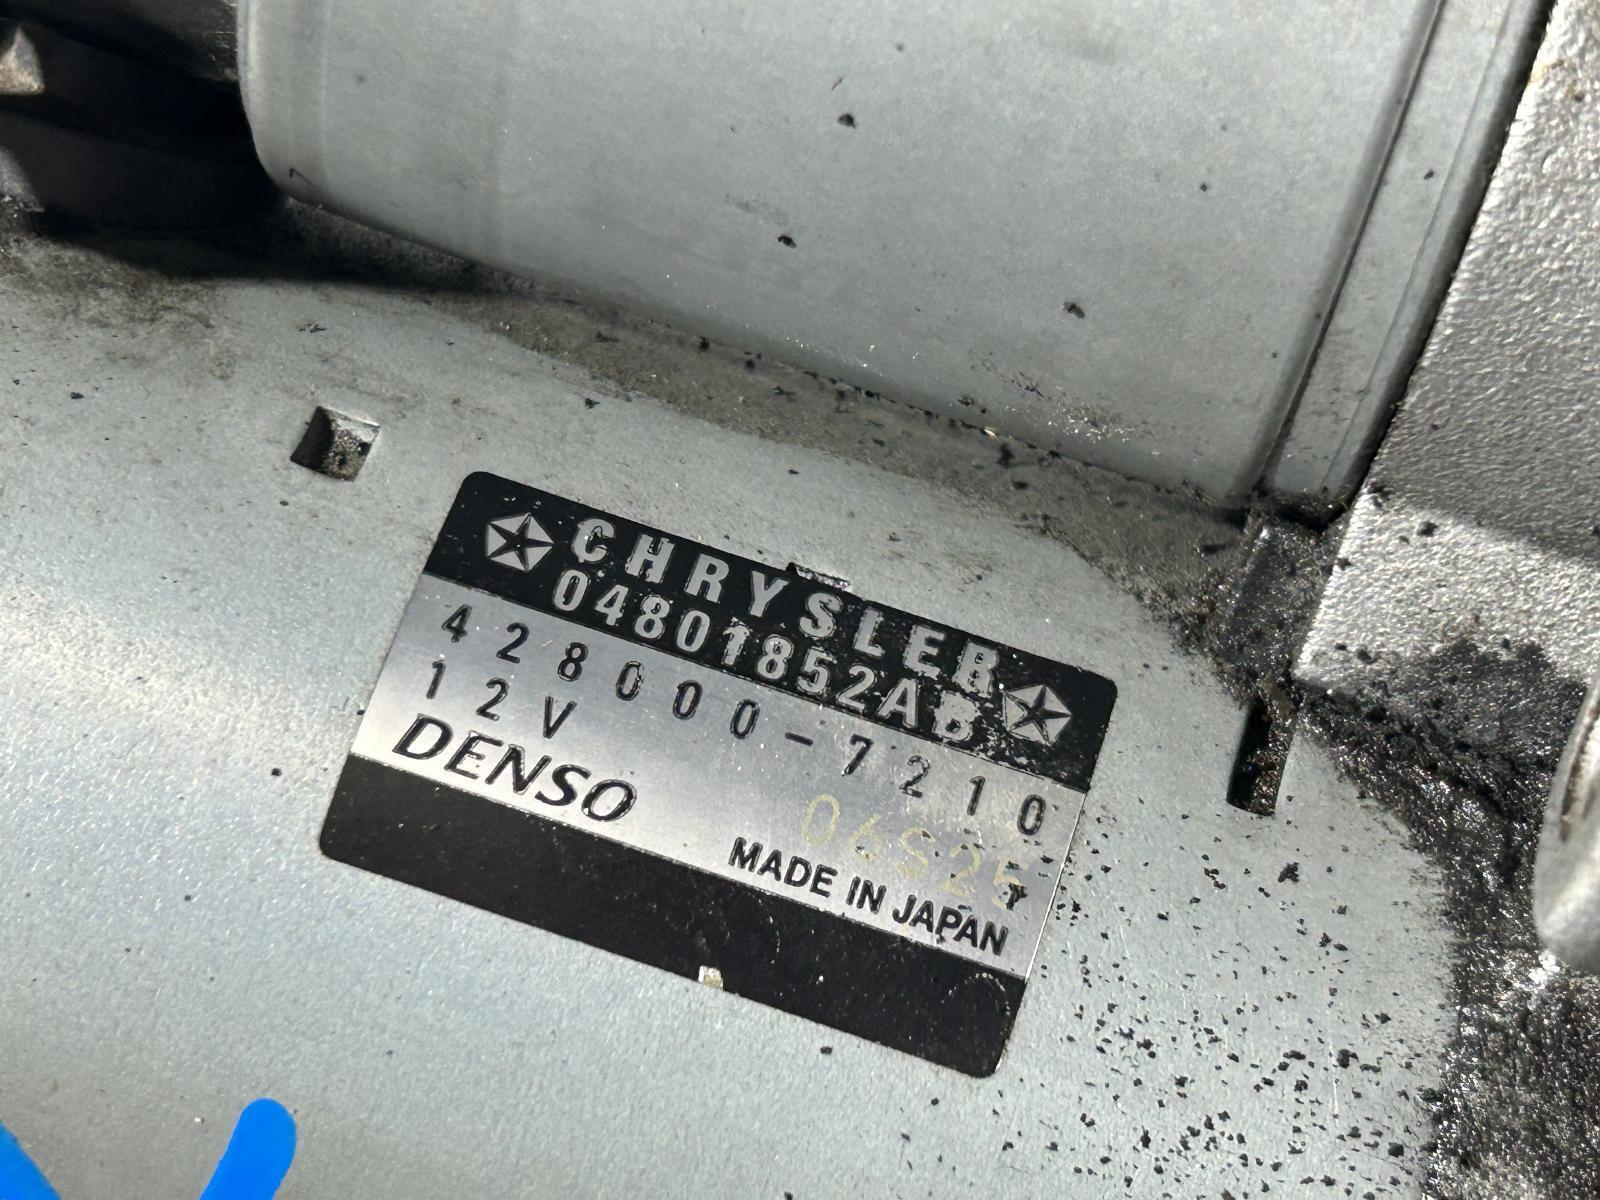 CHRYSLER
04801852AB
428000-7210
12V
DENSO
06S25
MADE IN JAPAN